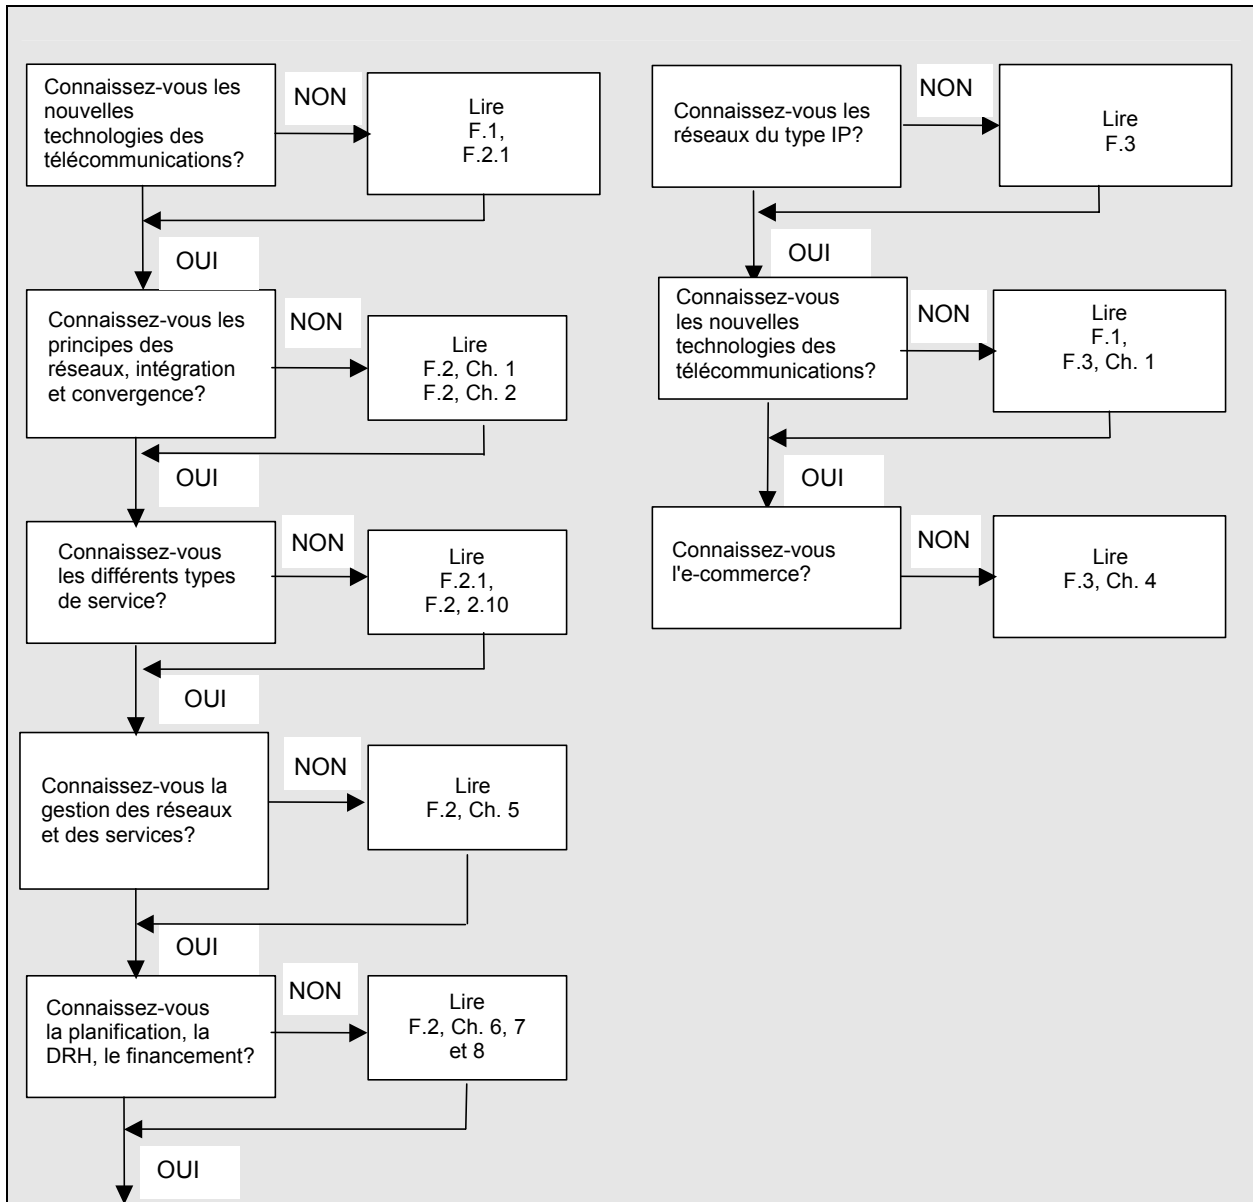 Connaissez-vous les
nouvelles
technologies des
télécommunications?
NON
Lire
F.1,
F.2.1
OUI
Connaissez-vous les
principes des
réseaux, intégration
et convergence?
NON
Lire
F.2, Ch. 1
F.2, Ch. 2
OUI
Connaissez-vous
les différents types
de service?
NON
Lire
F.2.1,
F.2, 2.10
OUI
Connaissez-vous la
gestion des réseaux
et des services?
NON
Lire
F.2, Ch. 5
OUI
Connaissez-vous
la planification, la
DRH, le financement?
NON
Lire
F.2, Ch. 6, 7
et 8
OUI
Connaissez-vous les
réseaux du type IP?
NON
Lire
F.3
OUI
Connaissez-vous
les nouvelles
technologies des
télécommunications?
NON
Lire
F.1,
F.3, Ch. 1
OUI
Connaissez-vous
l'e-commerce?
NON
Lire
F.3, Ch. 4